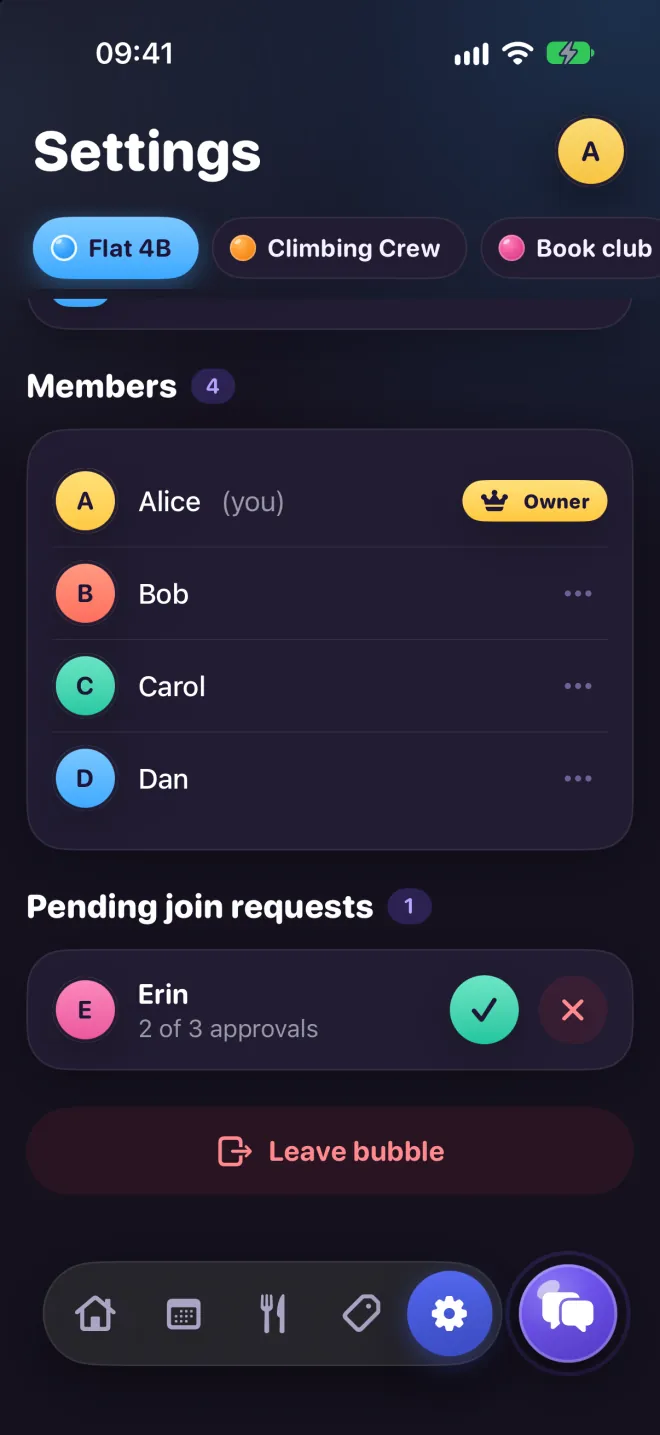 09:41
Settings
A
Flat 4B
Climbing Crew
Book club
Members 4
A Alice (you) Owner
B Bob
C Carol
D Dan
Pending join requests 1
E
Erin
2 of 3 approvals
Leave bubble